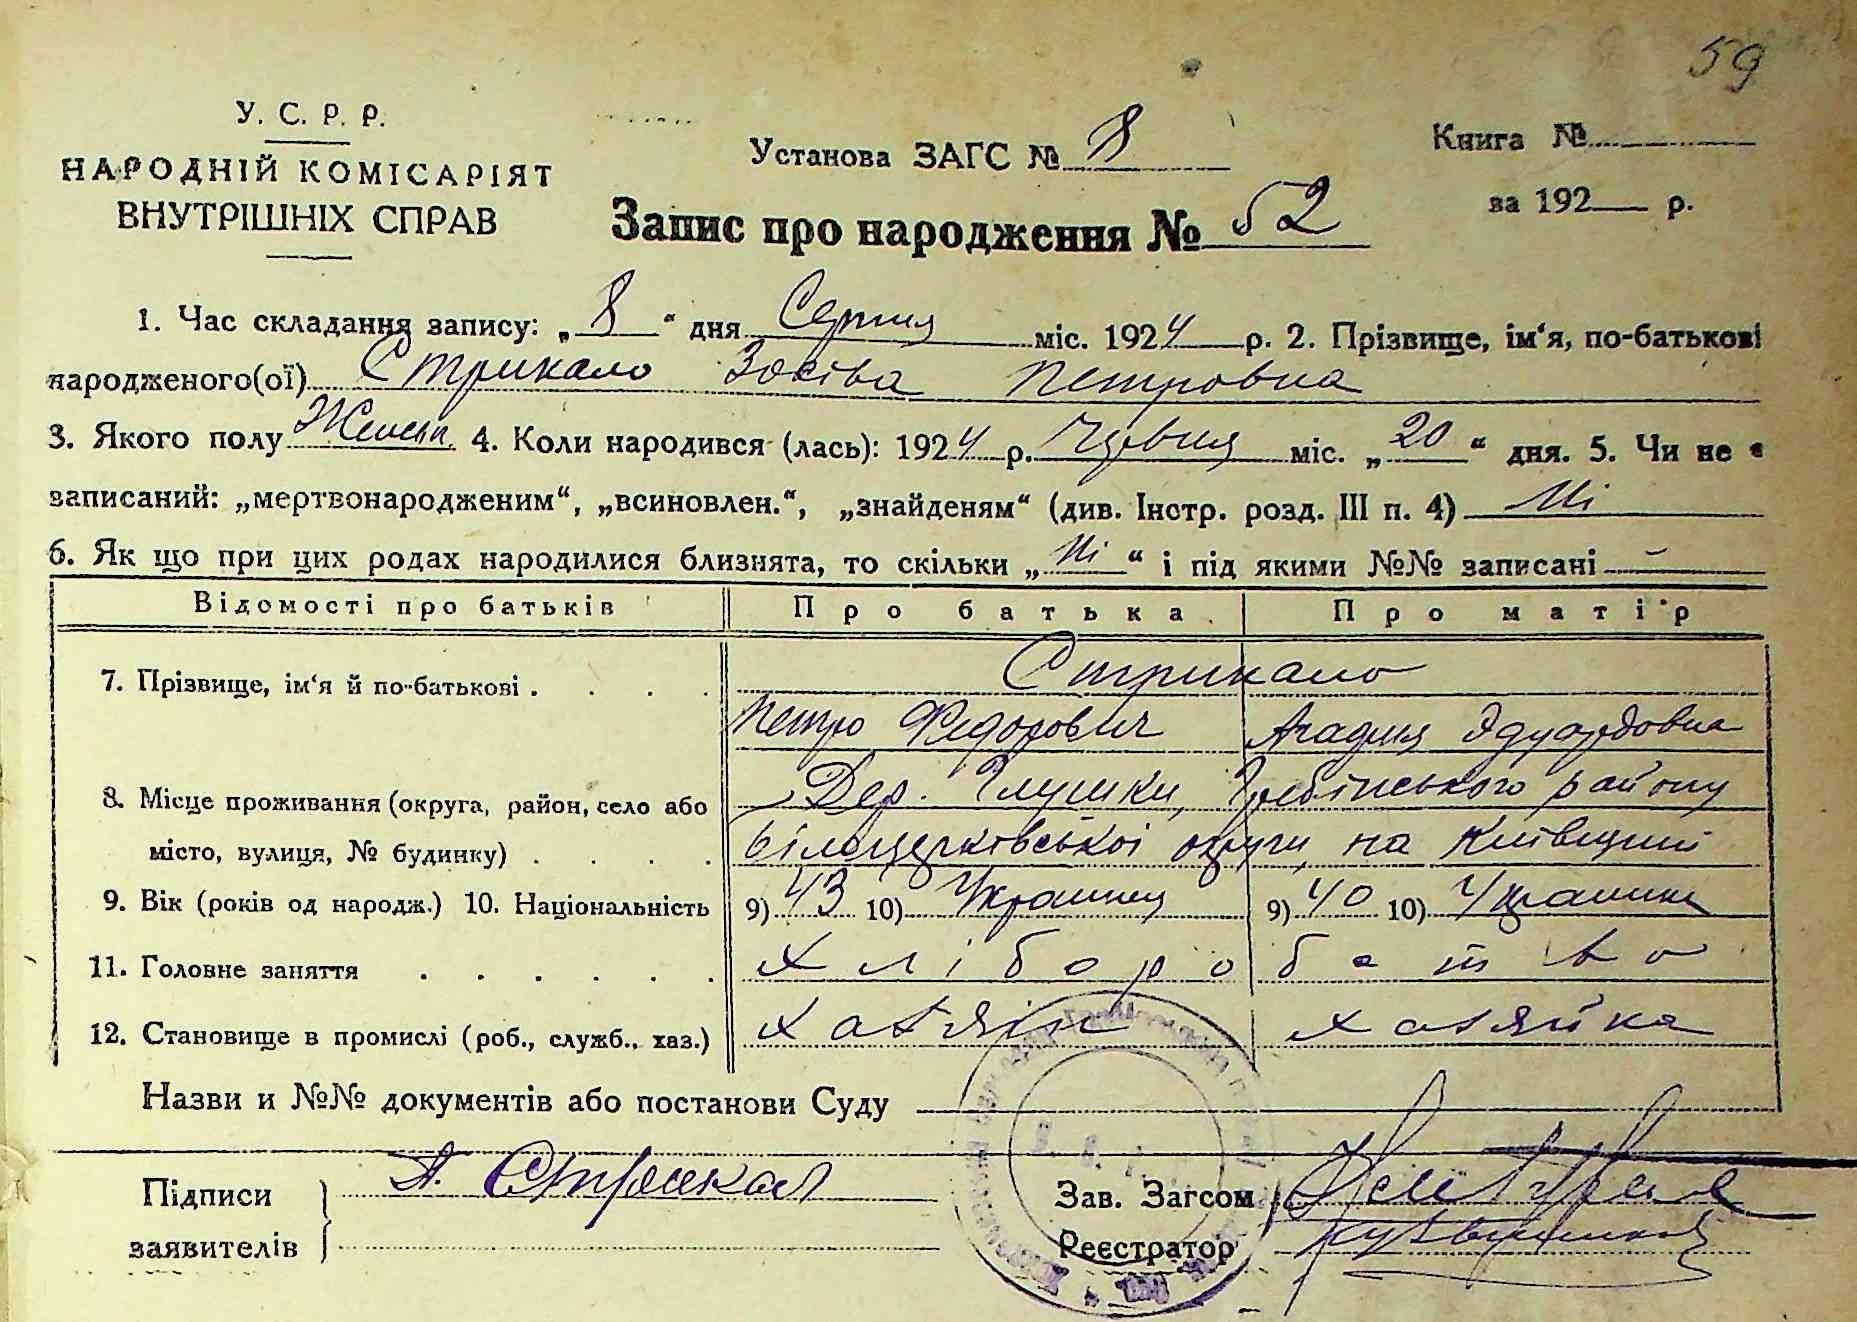 59
У. С. Р. Р.
НАРОДНІЙ КОМІСАРІЯТ
ВНУТРІШНІХ СПРАВ
Установа ЗАГС № 8
Книга №
за 192 р.
Запис про народження № 52
1. Час складання запису: „ 8 “ дня Серпня міс. 1924 р. 2. Прізвище, ім‘я, по-батькові
народженого(ої) Стрикало Зосіва Петровна
3. Якого полу Женськ. 4. Коли народився (лась): 1924 р. Червня міс. „ 20 “ дня. 5. Чи не є
записаний: „мертвонародженим“, „всиновлен.“, „знайденям“ (див. Інстр. розд. III п. 4) Ні
6. Як що при цих родах народилися близнята, то скільки „ Ні “ і під якими №№ записані —
Відомості про батьків Про батька Про матір
7. Прізвище, ім‘я й по-батькові . . . . Стрикало
Петро Федорович Эдуардовна
8. Місце проживання (округа, район, село або Дер. Глушки, району
місто, вулиця, № будинку) . . . . Білоцерківської округи на Київщині
9. Вік (років од народж.) 10. Національність 9) 43 10) Украинец 9) 40 10) Украинка
11. Головне заняття . . . . . . Хліборобство
12. Становище в промислі (роб., служб., хаз.) Хазяїн хазяйка
Назви и №№ документів або постанови Суду
Підписи А. Стрикал Зав. Загсом
заявителів Реєстратор